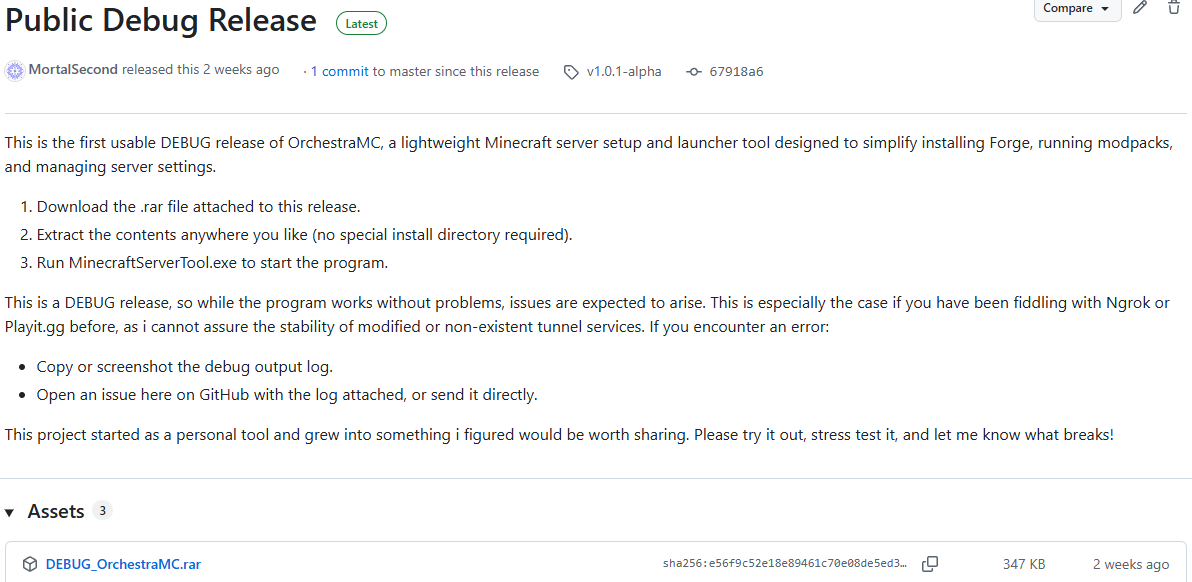 Public Debug Release Latest Compare
MortalSecond released this 2 weeks ago · 1 commit to master since this release v1.0.1-alpha 67918a6
This is the first usable DEBUG release of OrchestraMC, a lightweight Minecraft server setup and launcher tool designed to simplify installing Forge, running modpacks,
and managing server settings.
1. Download the .rar file attached to this release.
2. Extract the contents anywhere you like (no special install directory required).
3. Run MinecraftServerTool.exe to start the program.
This is a DEBUG release, so while the program works without problems, issues are expected to arise. This is especially the case if you have been fiddling with Ngrok or
Playit.gg before, as i cannot assure the stability of modified or non-existent tunnel services. If you encounter an error:
• Copy or screenshot the debug output log.
• Open an issue here on GitHub with the log attached, or send it directly.
This project started as a personal tool and grew into something i figured would be worth sharing. Please try it out, stress test it, and let me know what breaks!
Assets 3
DEBUG_OrchestraMC.rar sha256:e56f9c52e18e89461c70e08de5ed3… 347 KB 2 weeks ago